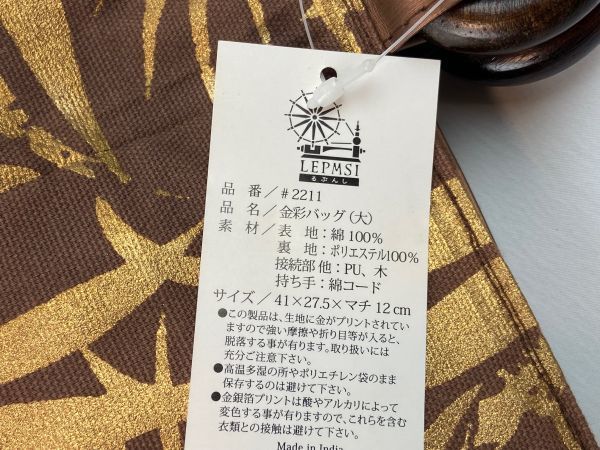 LEPMSI
るぷんし
品 番／＃2211
品 名／金彩バッグ（大）
素 材／表 地：綿 100％
裏 地：ポリエステル100％
接続部 他：PU、木
持ち手：綿コード
サイズ／41×27.5×マチ 12 cm
●この製品は、生地に金がプリントされてい
ますので強い摩擦や折り目等が入ると、
脱落する事が有ります。取り扱いには
充分ご注意下さい。
●高温多湿の所やポリエチレン袋のまま
保存するのは避けて下さい。
●金銀箔プリントは酸やアルカリによって
変色する事が有りますので、これらを含む
衣類との接触は避けて下さい。
Made in India